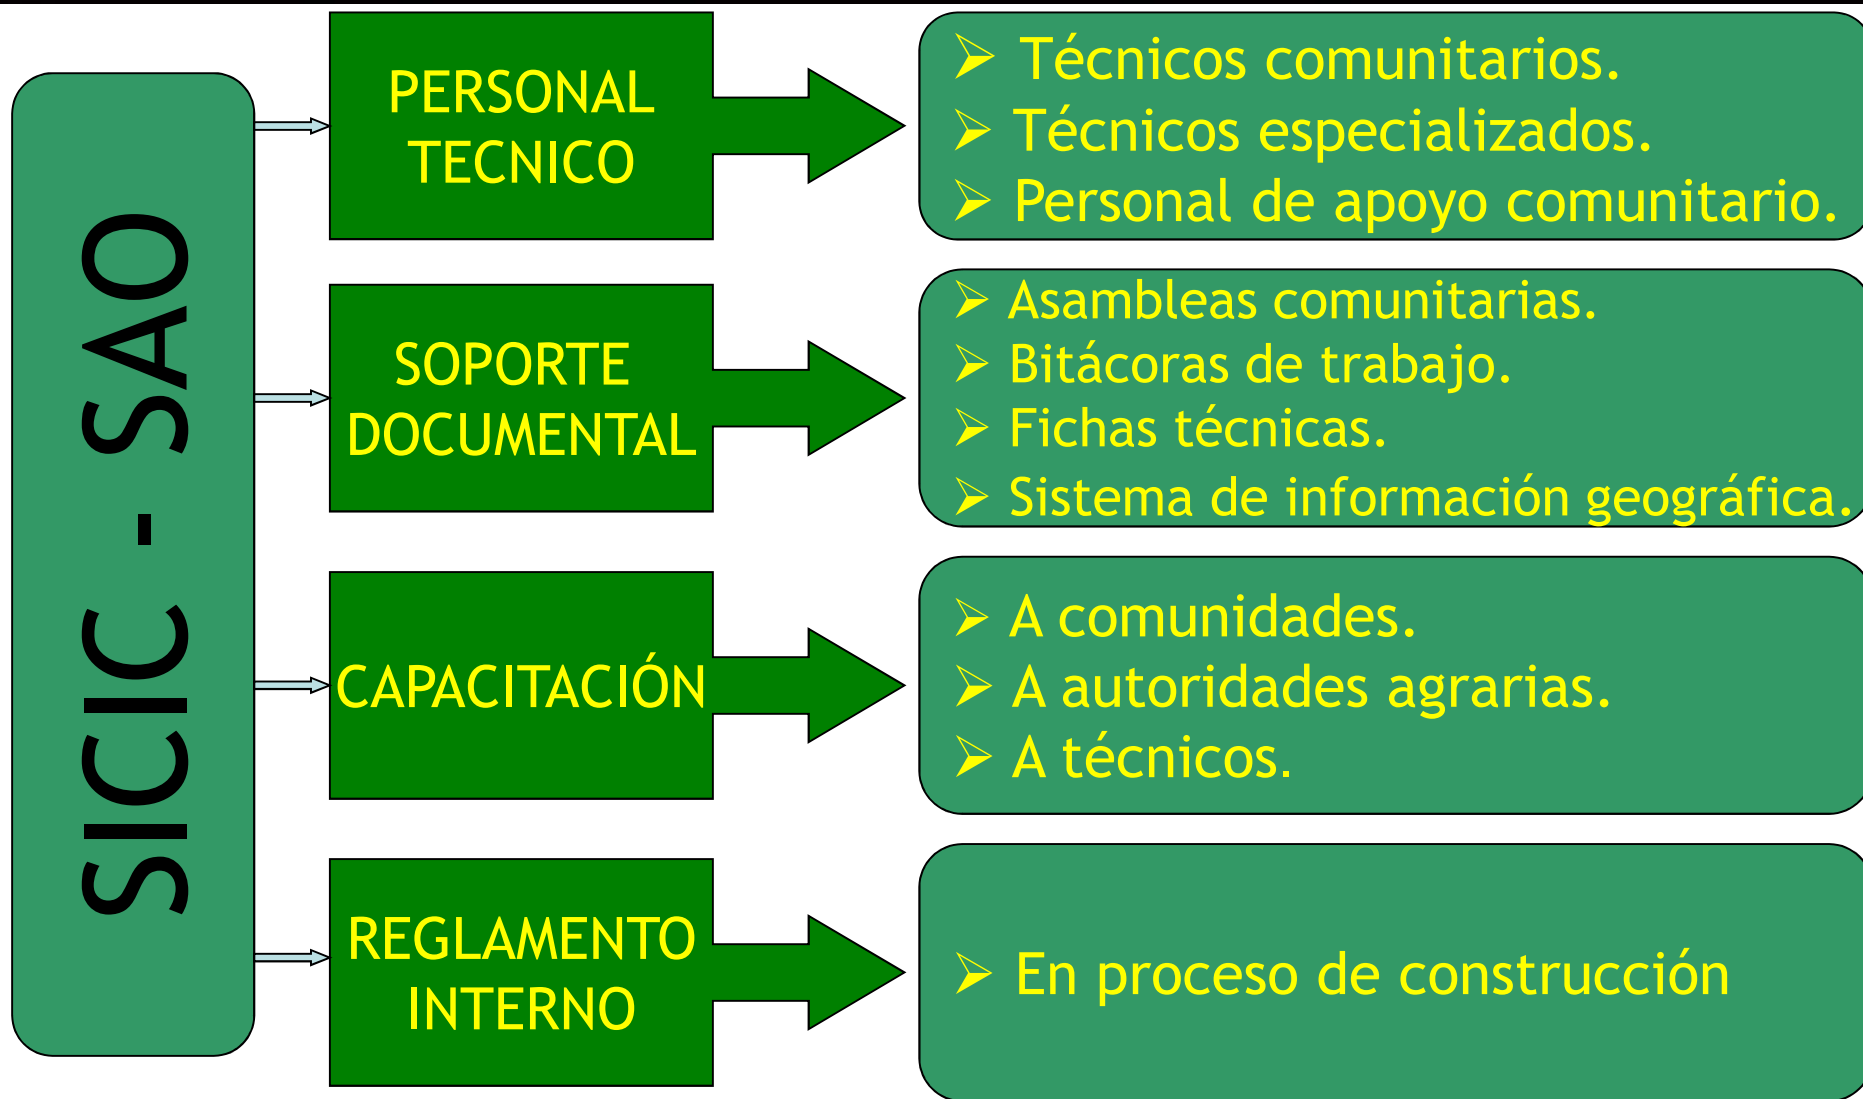 SICIC - SAO
PERSONAL
TECNICO
➢ Técnicos comunitarios.
➢ Técnicos especializados.
➢ Personal de apoyo comunitario.
SOPORTE
DOCUMENTAL
➢ Asambleas comunitarias.
➢ Bitácoras de trabajo.
➢ Fichas técnicas.
➢ Sistema de información geográfica.
CAPACITACIÓN
➢ A comunidades.
➢ A autoridades agrarias.
➢ A técnicos.
REGLAMENTO
INTERNO
➢ En proceso de construcción